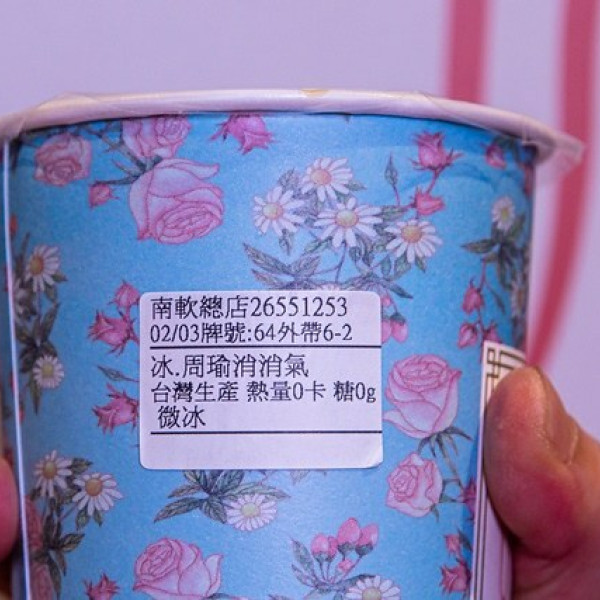 南軟總店26551253
02/03牌號:64外帶6-2
冰.周瑜消消氣
台灣生產 熱量0卡 糖0g
微冰